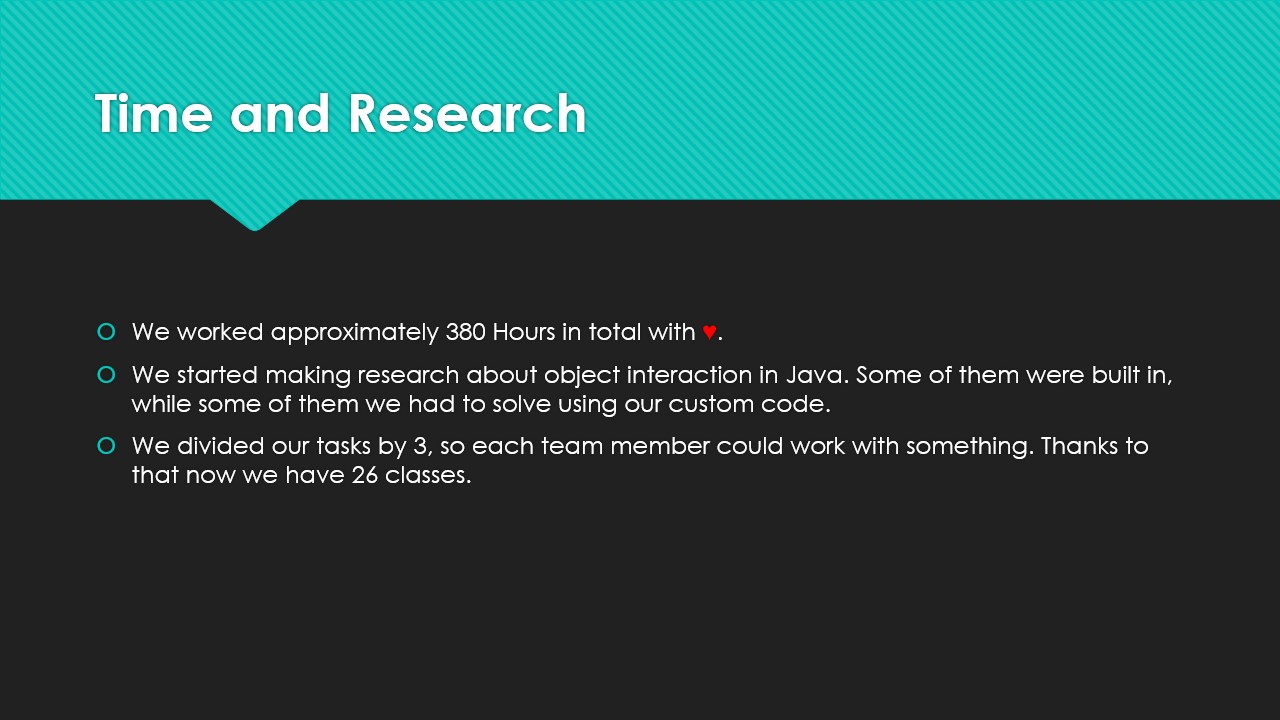 Time and Research
We worked approximately 380 Hours in total with ♥.
We started making research about object interaction in Java. Some of them were built in,
while some of them we had to solve using our custom code.
We divided our tasks by 3, so each team member could work with something. Thanks to
that now we have 26 classes.